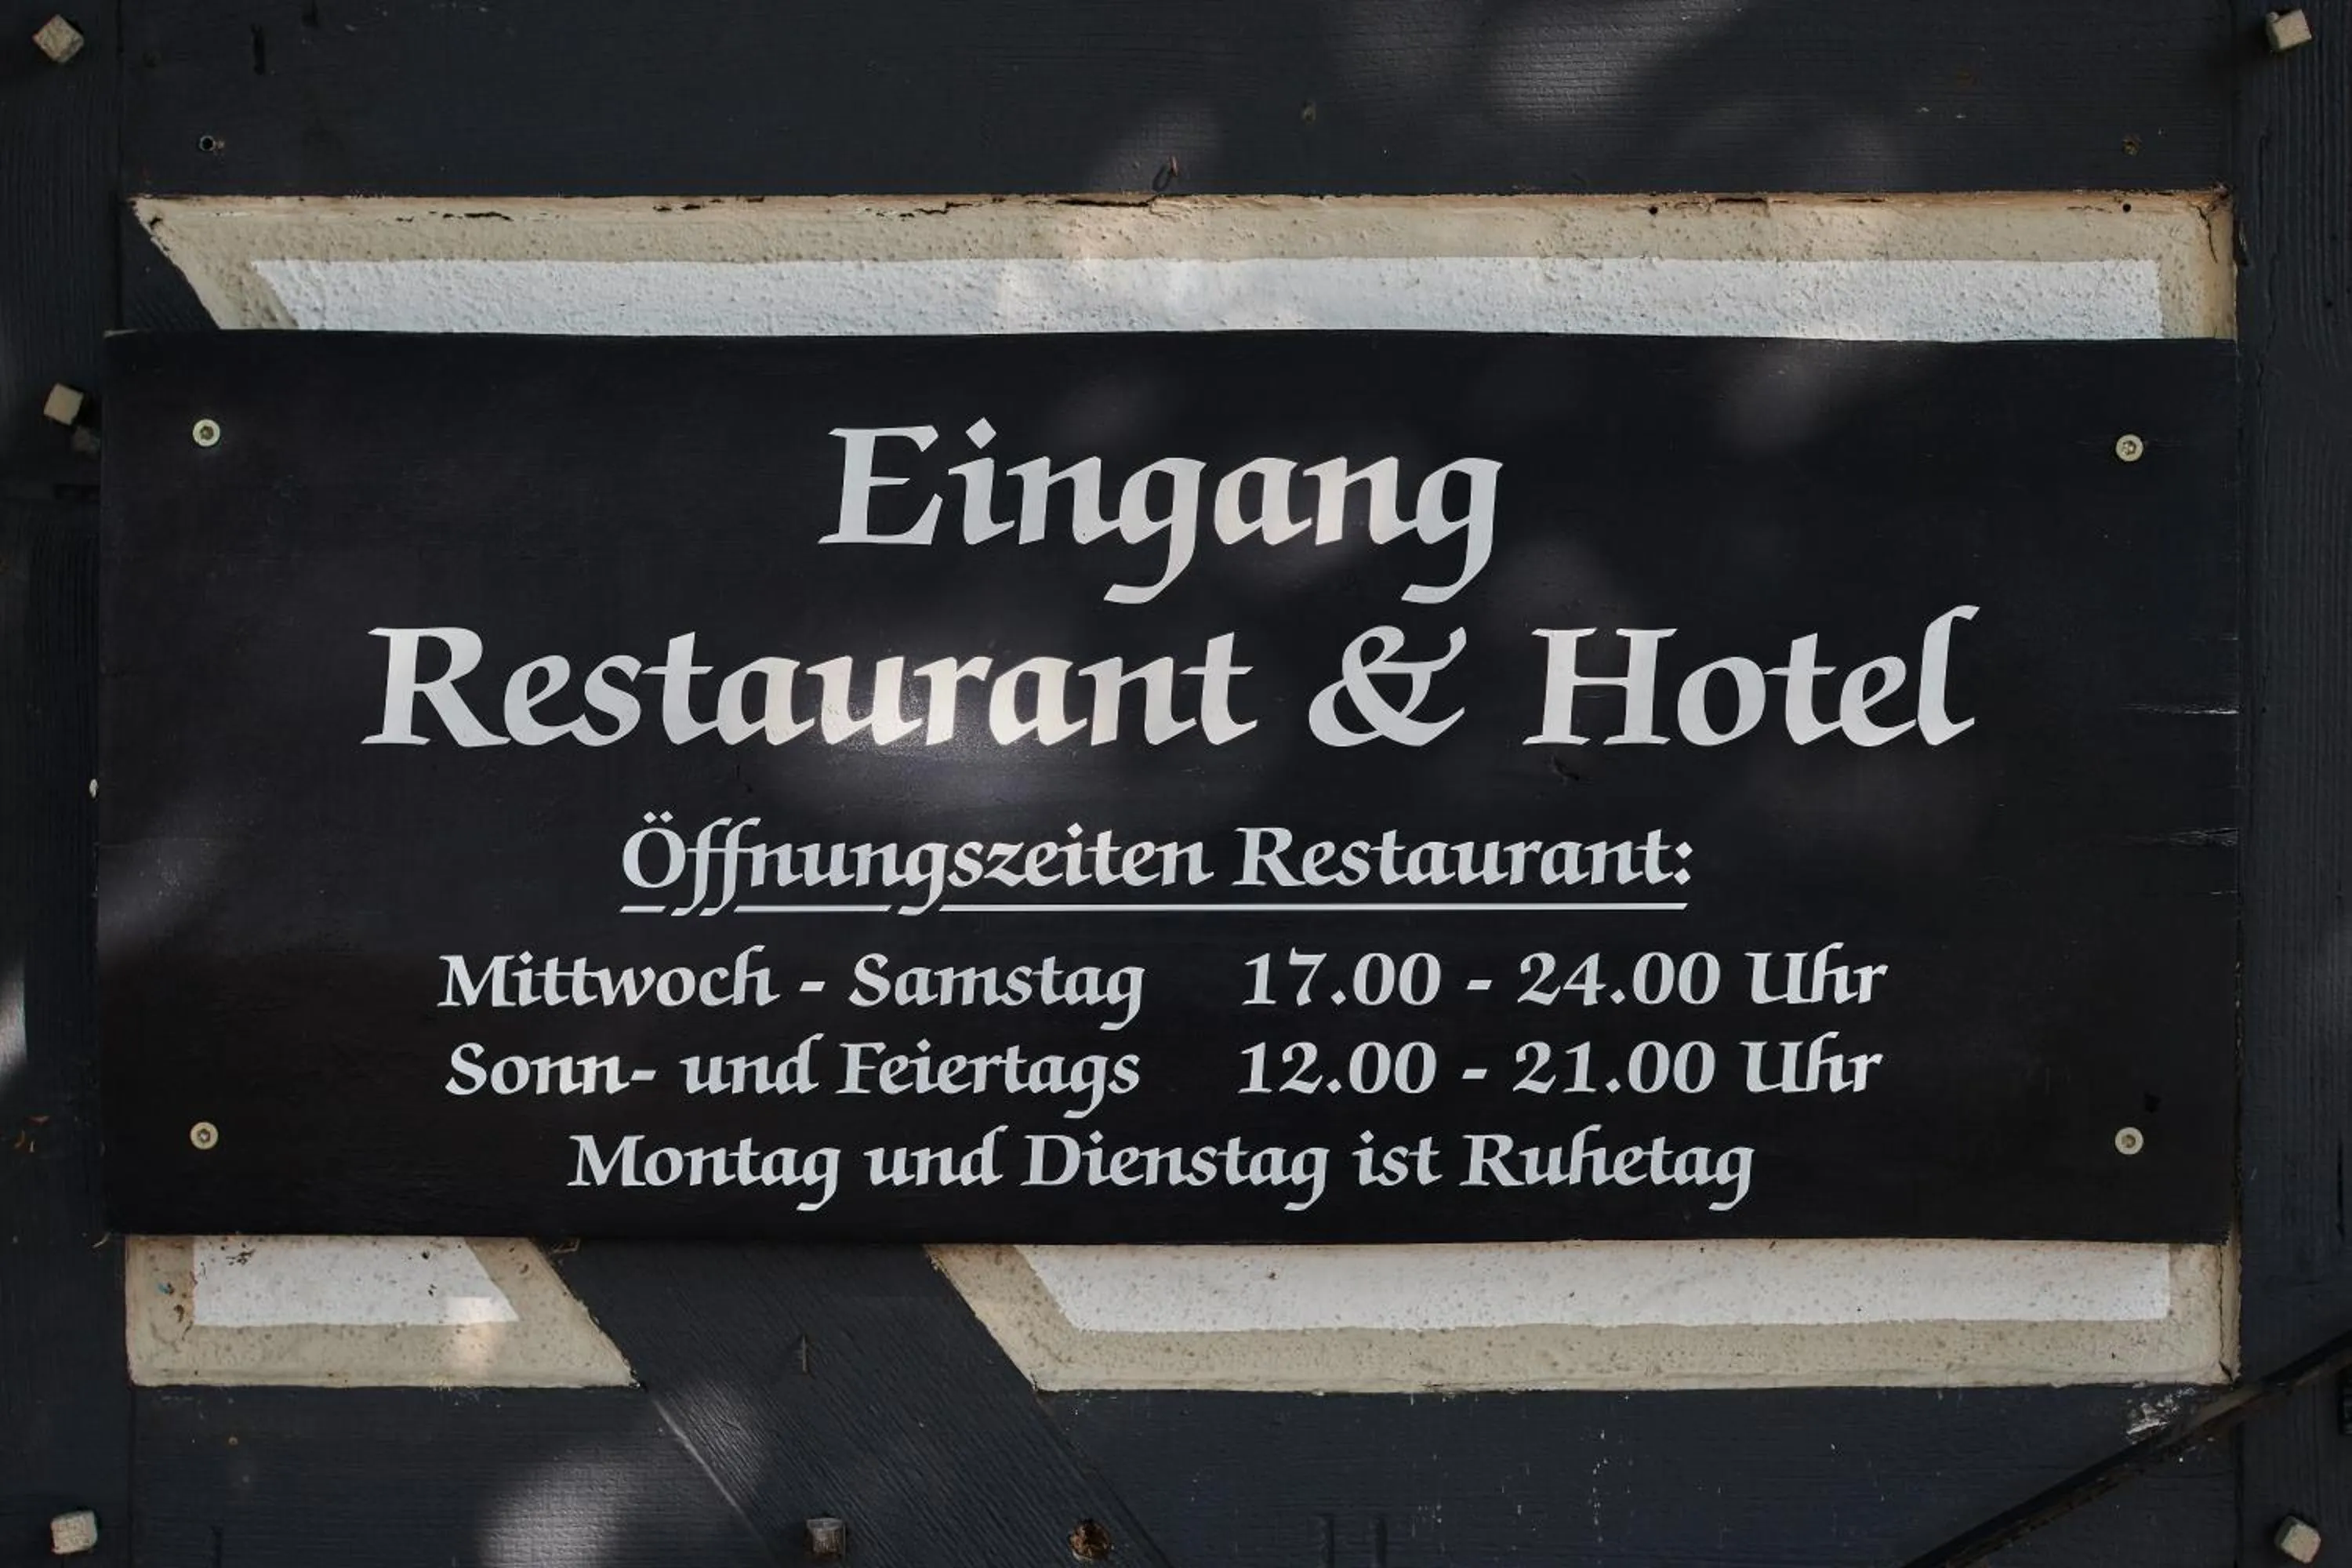 Eingang
Restaurant & Hotel
Öffnungszeiten Restaurant:
Mittwoch - Samstag 17.00 - 24.00 Uhr
Sonn- und Feiertags 12.00 - 21.00 Uhr
Montag und Dienstag ist Ruhetag